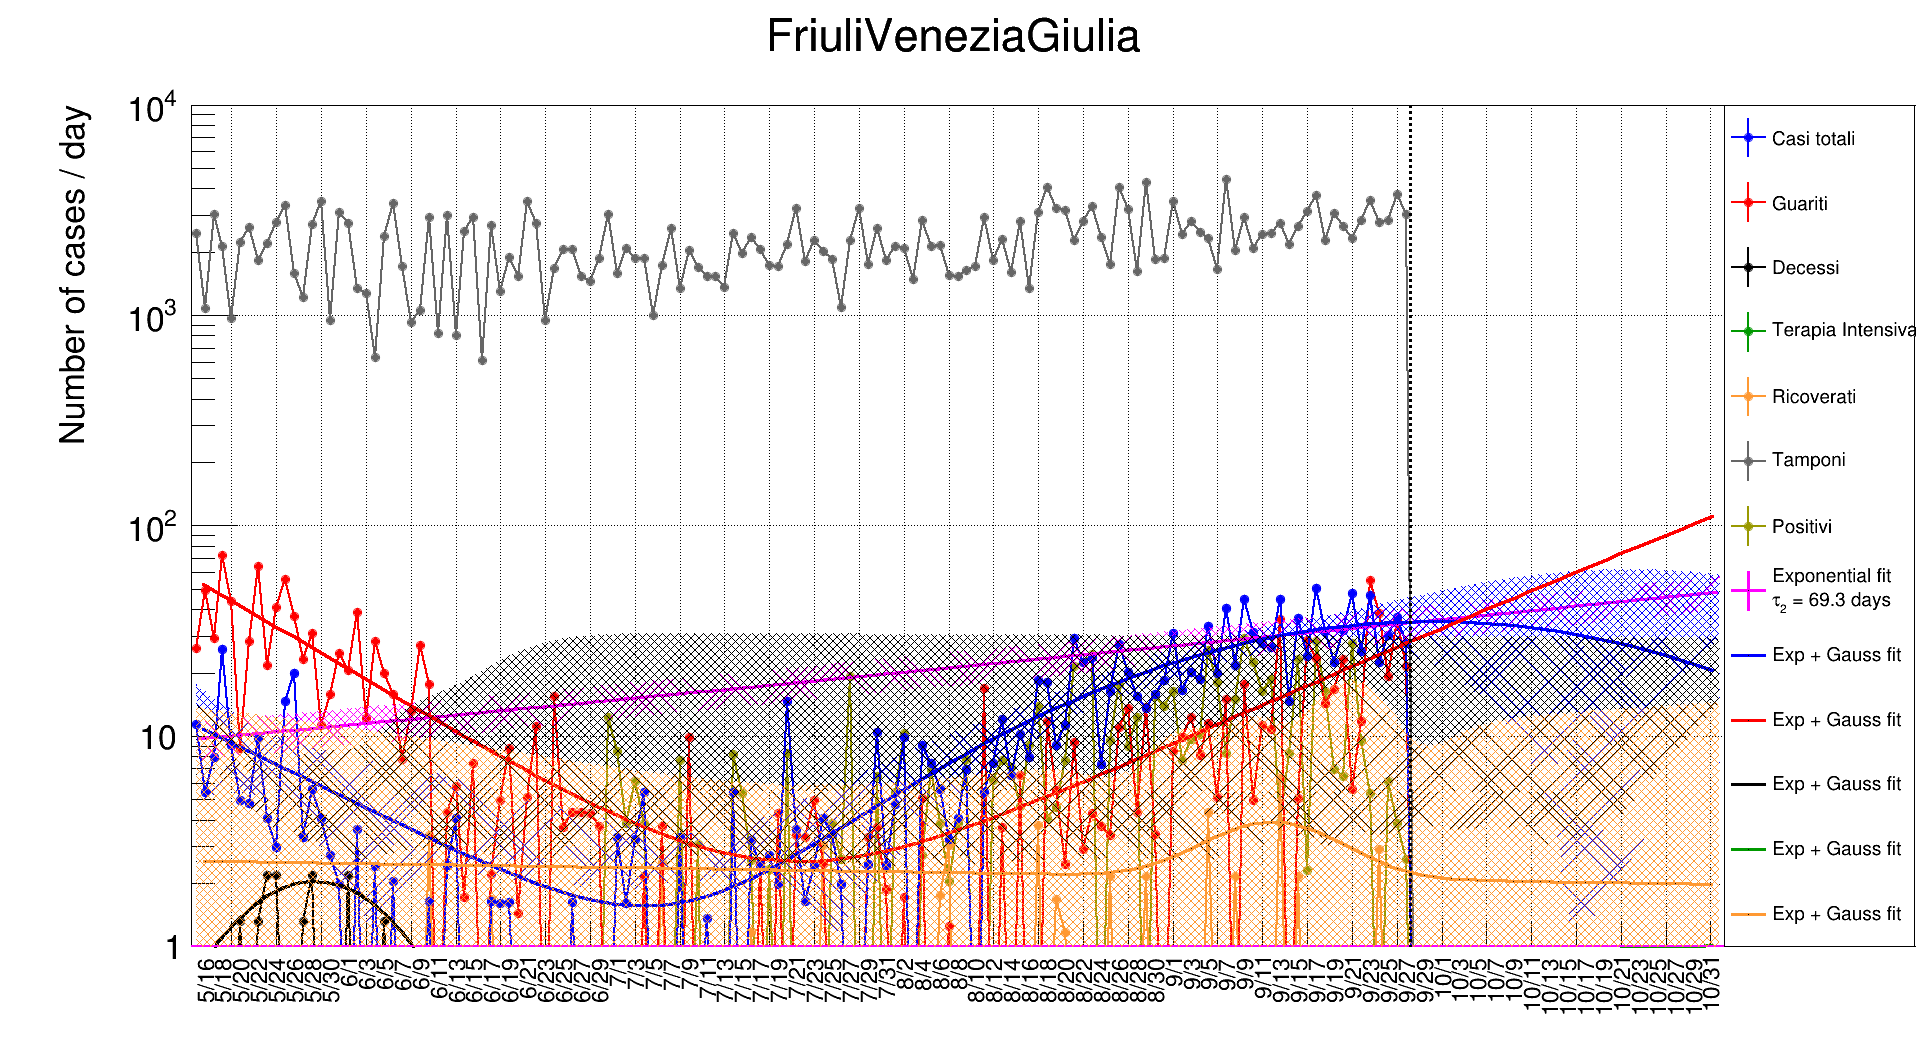 FriuliVeneziaGiulia
Number of cases / day
10^4
10^3
10^2
10
1
Casi totali
Guariti
Decessi
Terapia Intensiva
Ricoverati
Tamponi
Positivi
Exponential fit
τ₂ = 69.3 days
Exp + Gauss fit
Exp + Gauss fit
Exp + Gauss fit
Exp + Gauss fit
Exp + Gauss fit
5/16 5/18 5/20 5/22 5/24 5/26 5/28 5/30 6/1 6/3 6/5 6/7 6/9 6/11 6/13 6/15 6/17 6/19 6/21 6/23 6/25 6/27 6/29 7/1 7/3 7/5 7/7 7/9 7/11 7/13 7/15 7/17 7/19 7/21 7/23 7/25 7/27 7/29 7/31 8/2 8/4 8/6 8/8 8/10 8/12 8/14 8/16 8/18 8/20 8/22 8/24 8/26 8/28 8/30 9/1 9/3 9/5 9/7 9/9 9/11 9/13 9/15 9/17 9/19 9/21 9/23 9/25 9/27 9/29 10/1 10/3 10/5 10/7 10/9 10/11 10/13 10/15 10/17 10/19 10/21 10/23 10/25 10/27 10/29 10/31